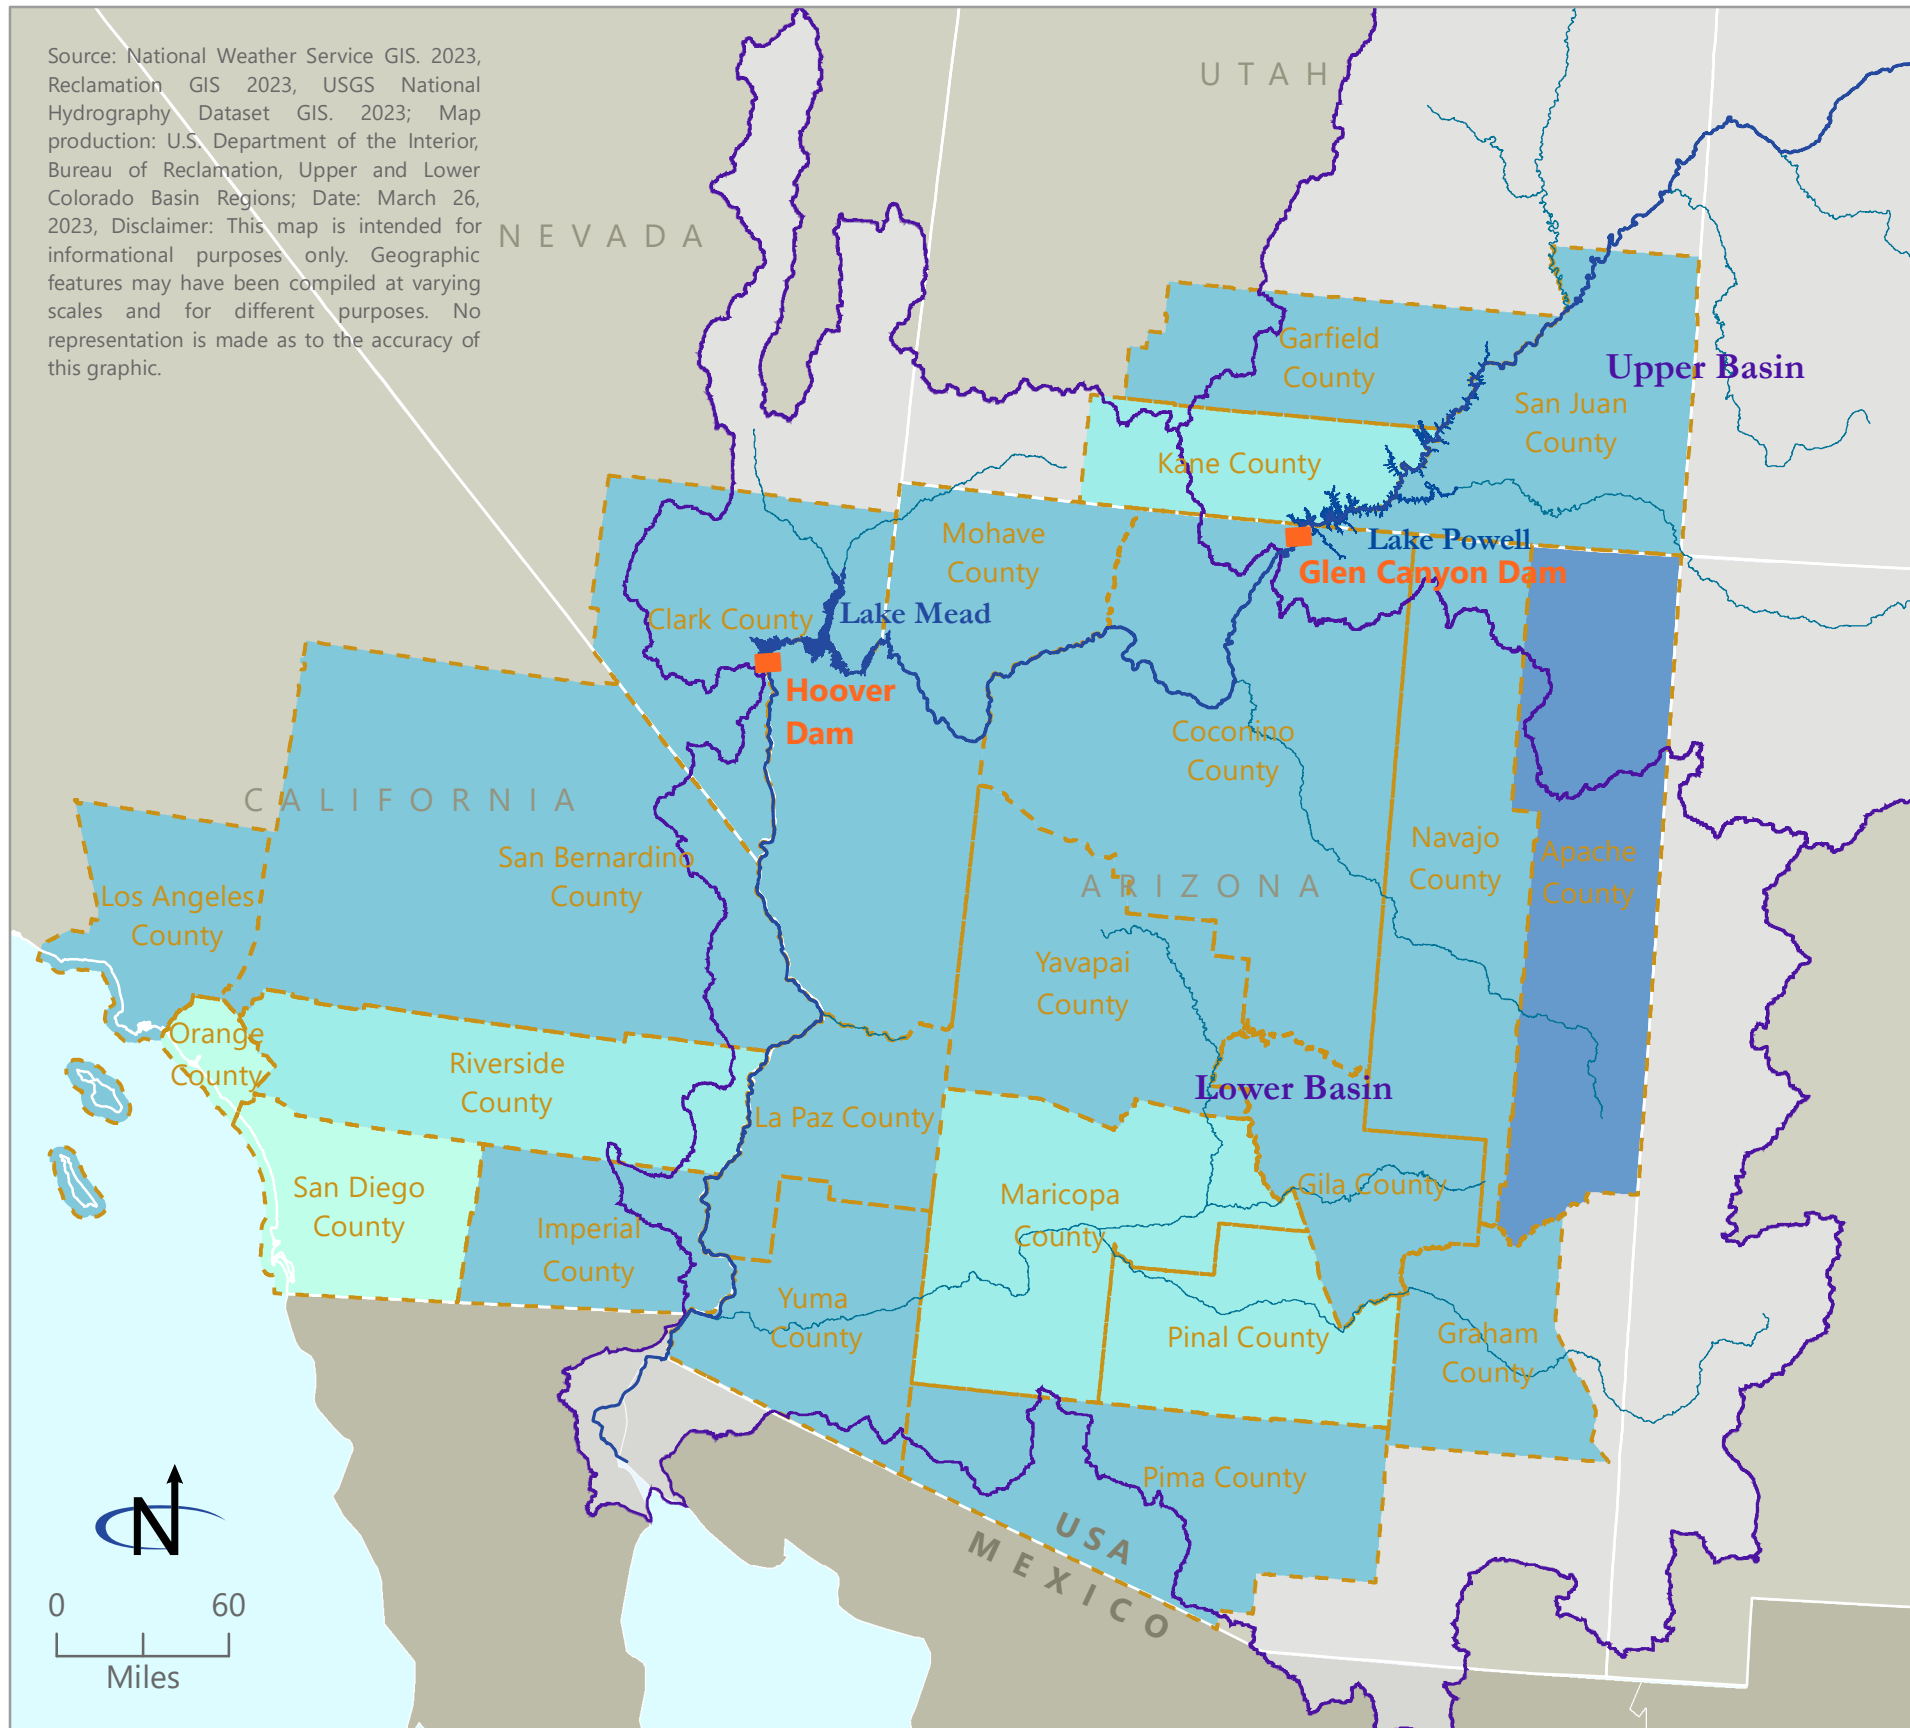 Source: National Weather Service GIS. 2023,
Reclamation GIS 2023, USGS National
Hydrography Dataset GIS. 2023; Map
production: U.S. Department of the Interior,
Bureau of Reclamation, Upper and Lower
Colorado Basin Regions; Date: March 26,
2023, Disclaimer: This map is intended for
informational purposes only. Geographic
features may have been compiled at varying
scales and for different purposes. No
representation is made as to the accuracy of
this graphic.
UTAH
NEVADA
Garfield
County
Upper Basin
San Juan
County
Kane County
Mohave
County
Lake Powell
Glen Canyon Dam
Clark County
Lake Mead
Hoover
Dam
Coconino
County
CALIFORNIA
San Bernardino
County
Navajo
County
Apache
County
ARIZONA
Los Angeles
County
Yavapai
County
Orange
County
Riverside
County
Lower Basin
La Paz County
San Diego
County
Maricopa
County
Gila County
Imperial
County
Yuma
County
Pinal County
Graham
County
Pima County
USA
MEXICO
N
0 60
Miles